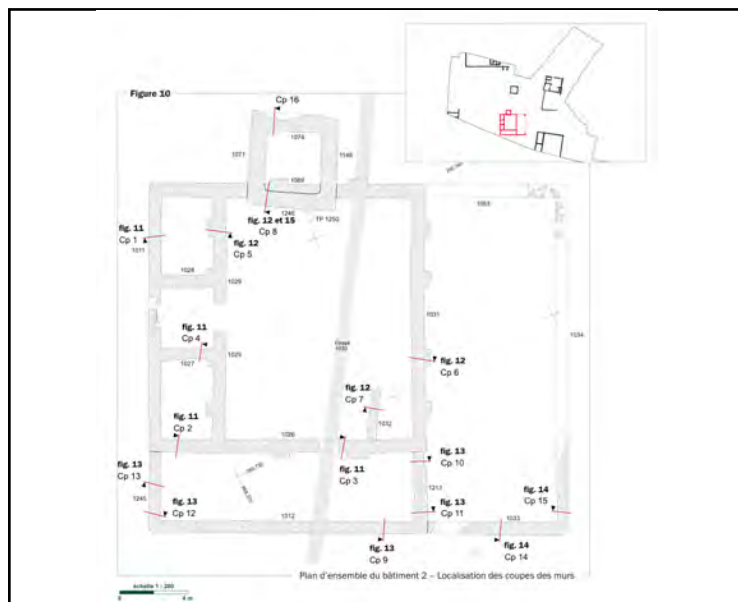 Figure 10
Cp 16
1074
1071
1248
1069
1246
fig. 12 et 15
Cp 8
TP 1250
1063
fig. 11
Cp 1
1011
fig. 12
Cp 5
1028
1029
1031
1034
fig. 11
Cp 4
1027
1025
1030
fig. 12
Cp 6
fig. 12
Cp 7
1032
fig. 11
Cp 2
1026
fig. 11
Cp 3
fig. 13
Cp 10
fig. 13
Cp 13
1245
fig. 13
Cp 12
1213
fig. 13
Cp 11
fig. 14
Cp 15
1012
fig. 13
Cp 9
1033
fig. 14
Cp 14
Plan d'ensemble du bâtiment 2 – Localisation des coupes des murs
échelle 1 : 200
0 4 m